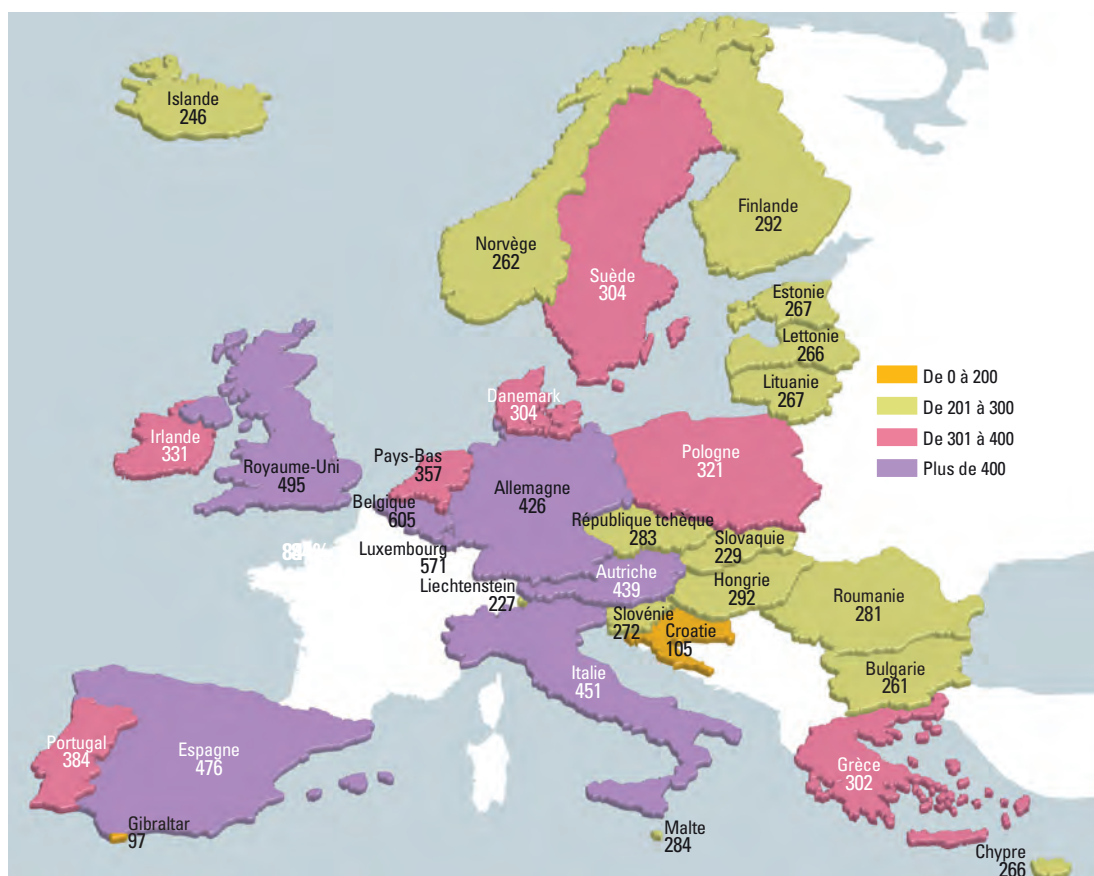 Islande
246
Finlande
292
Norvège
262
Suède
304
Estonie
267
Lettonie
266
Lituanie
267
De 0 à 200
De 201 à 300
De 301 à 400
Plus de 400
Danemark
304
Irlande
331
Royaume-Uni
495
Pays-Bas
357
Pologne
321
Allemagne
426
Belgique
605
République tchèque
283
Slovaquie
229
Luxembourg
571
Autriche
439
Hongrie
292
Liechtenstein
227
Roumanie
281
Slovénie
272
Croatie
105
Italie
451
Bulgarie
261
Portugal
384
Espagne
476
Grèce
302
Gibraltar
97
Malte
284
Chypre
266